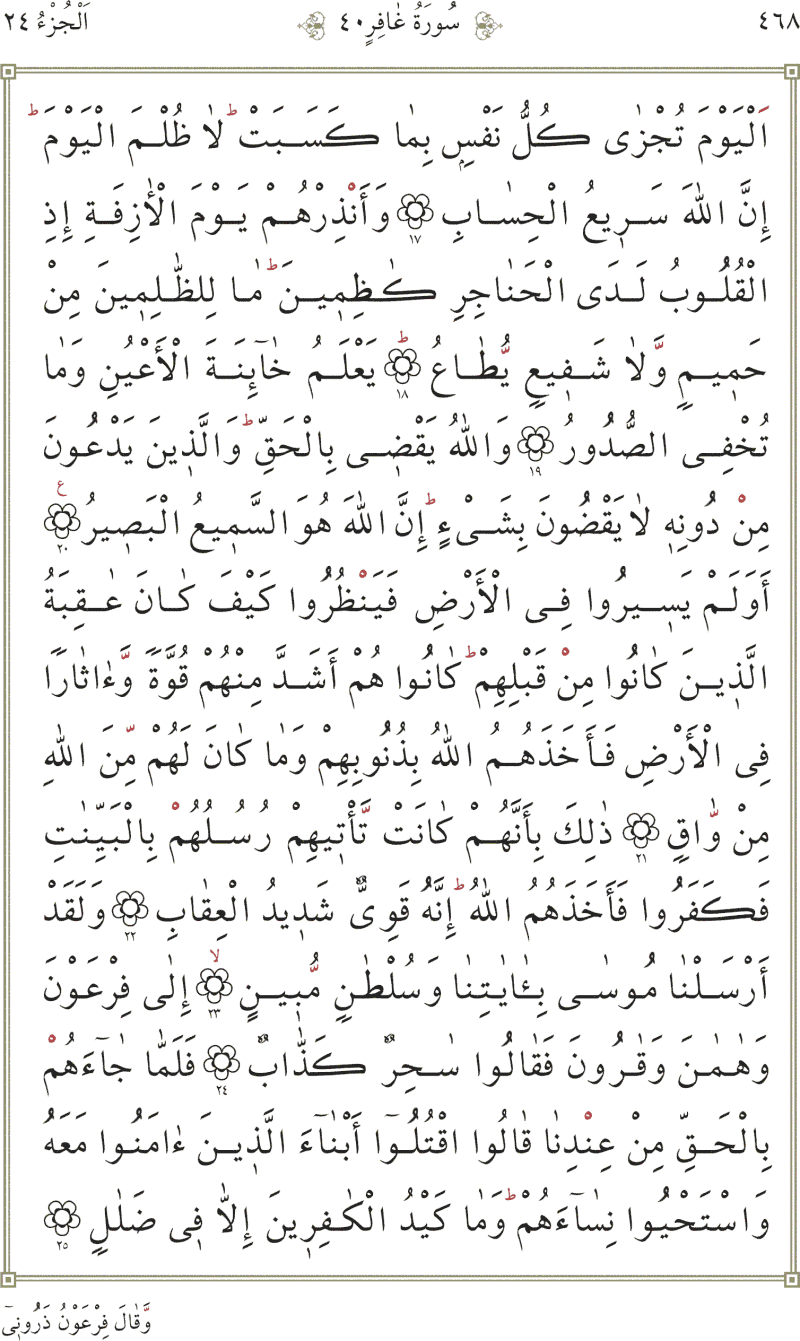 ٤٦٨ سُورَةُ غَافِرٍ ٤٠ اَلْجُزْءُ ٢٤
اَلْيَوْمَ تُجْزٰى كُلُّ نَفْسٍ بِمٰا كَسَبَتْ ۚ لٰا ظُلْمَ الْيَوْمَ ۚ
إِنَّ اللّٰهَ سَرٖيعُ الْحِسٰابِ ١٧ وَأَنْذِرْهُمْ يَوْمَ الْأٰزِفَةِ إِذِ
الْقُلُوبُ لَدَى الْحَنٰاجِرِ كٰظِمٖينَ ۚ مٰا لِلظّٰلِمٖينَ مِنْ
حَمٖيمٍ وَّلٰا شَفٖيعٍ يُّطٰاعُ ١٨ يَعْلَمُ خٰٓائِنَةَ الْأَعْيُنِ وَمٰا
تُخْفِى الصُّدُورُ ١٩ وَاللّٰهُ يَقْضٖى بِالْحَقِّ ۚ وَالَّذٖينَ يَدْعُونَ
مِنْ دُونِهٖ لٰا يَقْضُونَ بِشَىْءٍ ۚ إِنَّ اللّٰهَ هُوَ السَّمٖيعُ الْبَصٖيرُ ٢٠ ع
أَوَلَمْ يَسٖيرُوا فِى الْأَرْضِ فَيَنْظُرُوا كَيْفَ كٰانَ عٰقِبَةُ
الَّذٖينَ كٰانُوا مِنْ قَبْلِهِمْ ۚ كٰانُوا هُمْ أَشَدَّ مِنْهُمْ قُوَّةً وَّءٰاثٰارًا
فِى الْأَرْضِ فَأَخَذَهُمُ اللّٰهُ بِذُنُوبِهِمْ وَمٰا كٰانَ لَهُمْ مِّنَ اللّٰهِ
مِنْ وّٰاقٍ ٢١ ذٰلِكَ بِأَنَّهُمْ كٰانَتْ تَّأْتٖيهِمْ رُسُلُهُمْ بِالْبَيِّنٰتِ
فَكَفَرُوا فَأَخَذَهُمُ اللّٰهُ ۚ إِنَّهُ قَوِىٌّ شَدٖيدُ الْعِقٰابِ ٢٢ وَلَقَدْ
أَرْسَلْنٰا مُوسٰى بِـَٔايٰتِنٰا وَسُلْطٰنٍ مُّبٖينٍ ٢٣ لا إِلٰى فِرْعَوْنَ
وَهٰمٰنَ وَقٰرُونَ فَقٰالُوا سٰحِرٌ كَذّٰابٌ ٢٤ فَلَمّٰا جٰٓاءَهُمْ
بِالْحَقِّ مِنْ عِنْدِنٰا قٰالُوا اقْتُلُوٓا أَبْنٰٓاءَ الَّذٖينَ ءٰامَنُوا مَعَهُ
وَاسْتَحْيُوا نِسٰٓاءَهُمْ ۚ وَمٰا كَيْدُ الْكٰفِرٖينَ إِلّٰا فٖى ضَلٰلٍ ٢٥
وَّقٰالَ فِرْعَوْنُ ذَرُونٖىٓ